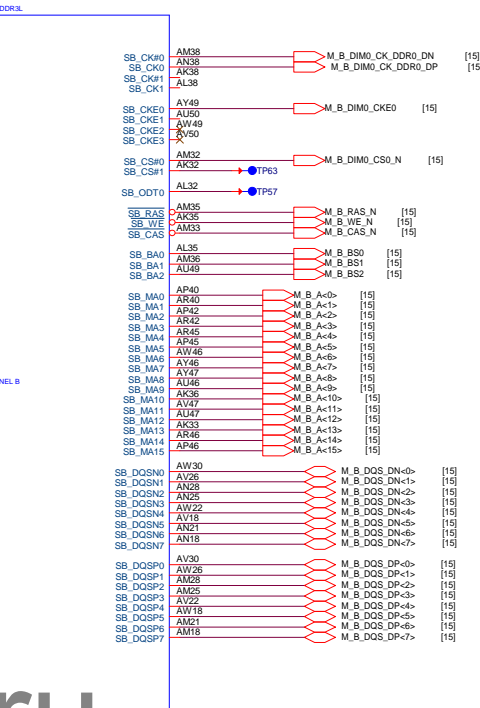 DDR3L
SB_CK#0 AM38 M_B_DIM0_CK_DDR0_DN [15]
SB_CK0 AN38 M_B_DIM0_CK_DDR0_DP [15
SB_CK#1 AK38
SB_CK1 AL38
SB_CKE0 AY49 M_B_DIM0_CKE0 [15]
SB_CKE1 AU50
SB_CKE2 AW49
SB_CKE3 AV50
SB_CS#0 AM32 M_B_DIM0_CS0_N [15]
SB_CS#1 AK32 TP63
SB_ODT0 AL32 TP57
SB_RAS AM35 M_B_RAS_N [15]
SB_WE AK35 M_B_WE_N [15]
SB_CAS AM33 M_B_CAS_N [15]
SB_BA0 AL35 M_B_BS0 [15]
SB_BA1 AM36 M_B_BS1 [15]
SB_BA2 AU49 M_B_BS2 [15]
SB_MA0 AP40 M_B_A<0> [15]
SB_MA1 AR40 M_B_A<1> [15]
SB_MA2 AP42 M_B_A<2> [15]
SB_MA3 AR42 M_B_A<3> [15]
SB_MA4 AR45 M_B_A<4> [15]
SB_MA5 AP45 M_B_A<5> [15]
SB_MA6 AW46 M_B_A<6> [15]
SB_MA7 AY46 M_B_A<7> [15]
NEL B
SB_MA8 AY47 M_B_A<8> [15]
SB_MA9 AU46 M_B_A<9> [15]
SB_MA10 AK36 M_B_A<10> [15]
SB_MA11 AV47 M_B_A<11> [15]
SB_MA12 AU47 M_B_A<12> [15]
SB_MA13 AK33 M_B_A<13> [15]
SB_MA14 AR46 M_B_A<14> [15]
SB_MA15 AP46 M_B_A<15> [15]
SB_DQSN0 AW30 M_B_DQS_DN<0> [15]
SB_DQSN1 AV26 M_B_DQS_DN<1> [15]
SB_DQSN2 AN28 M_B_DQS_DN<2> [15]
SB_DQSN3 AN25 M_B_DQS_DN<3> [15]
SB_DQSN4 AW22 M_B_DQS_DN<4> [15]
SB_DQSN5 AV18 M_B_DQS_DN<5> [15]
SB_DQSN6 AN21 M_B_DQS_DN<6> [15]
SB_DQSN7 AN18 M_B_DQS_DN<7> [15]
SB_DQSP0 AV30 M_B_DQS_DP<0> [15]
SB_DQSP1 AW26 M_B_DQS_DP<1> [15]
SB_DQSP2 AM28 M_B_DQS_DP<2> [15]
SB_DQSP3 AM25 M_B_DQS_DP<3> [15]
SB_DQSP4 AV22 M_B_DQS_DP<4> [15]
SB_DQSP5 AW18 M_B_DQS_DP<5> [15]
SB_DQSP6 AM21 M_B_DQS_DP<6> [15]
SB_DQSP7 AM18 M_B_DQS_DP<7> [15]